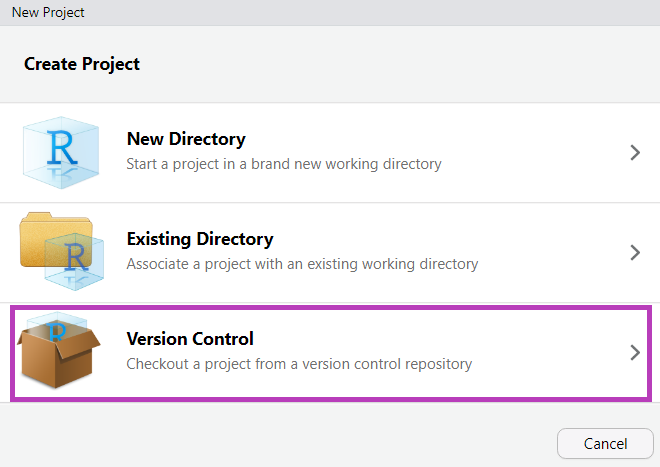 New Project
Create Project
R
New Directory
Start a project in a brand new working directory
R
Existing Directory
Associate a project with an existing working directory
R
Version Control
Checkout a project from a version control repository
Cancel